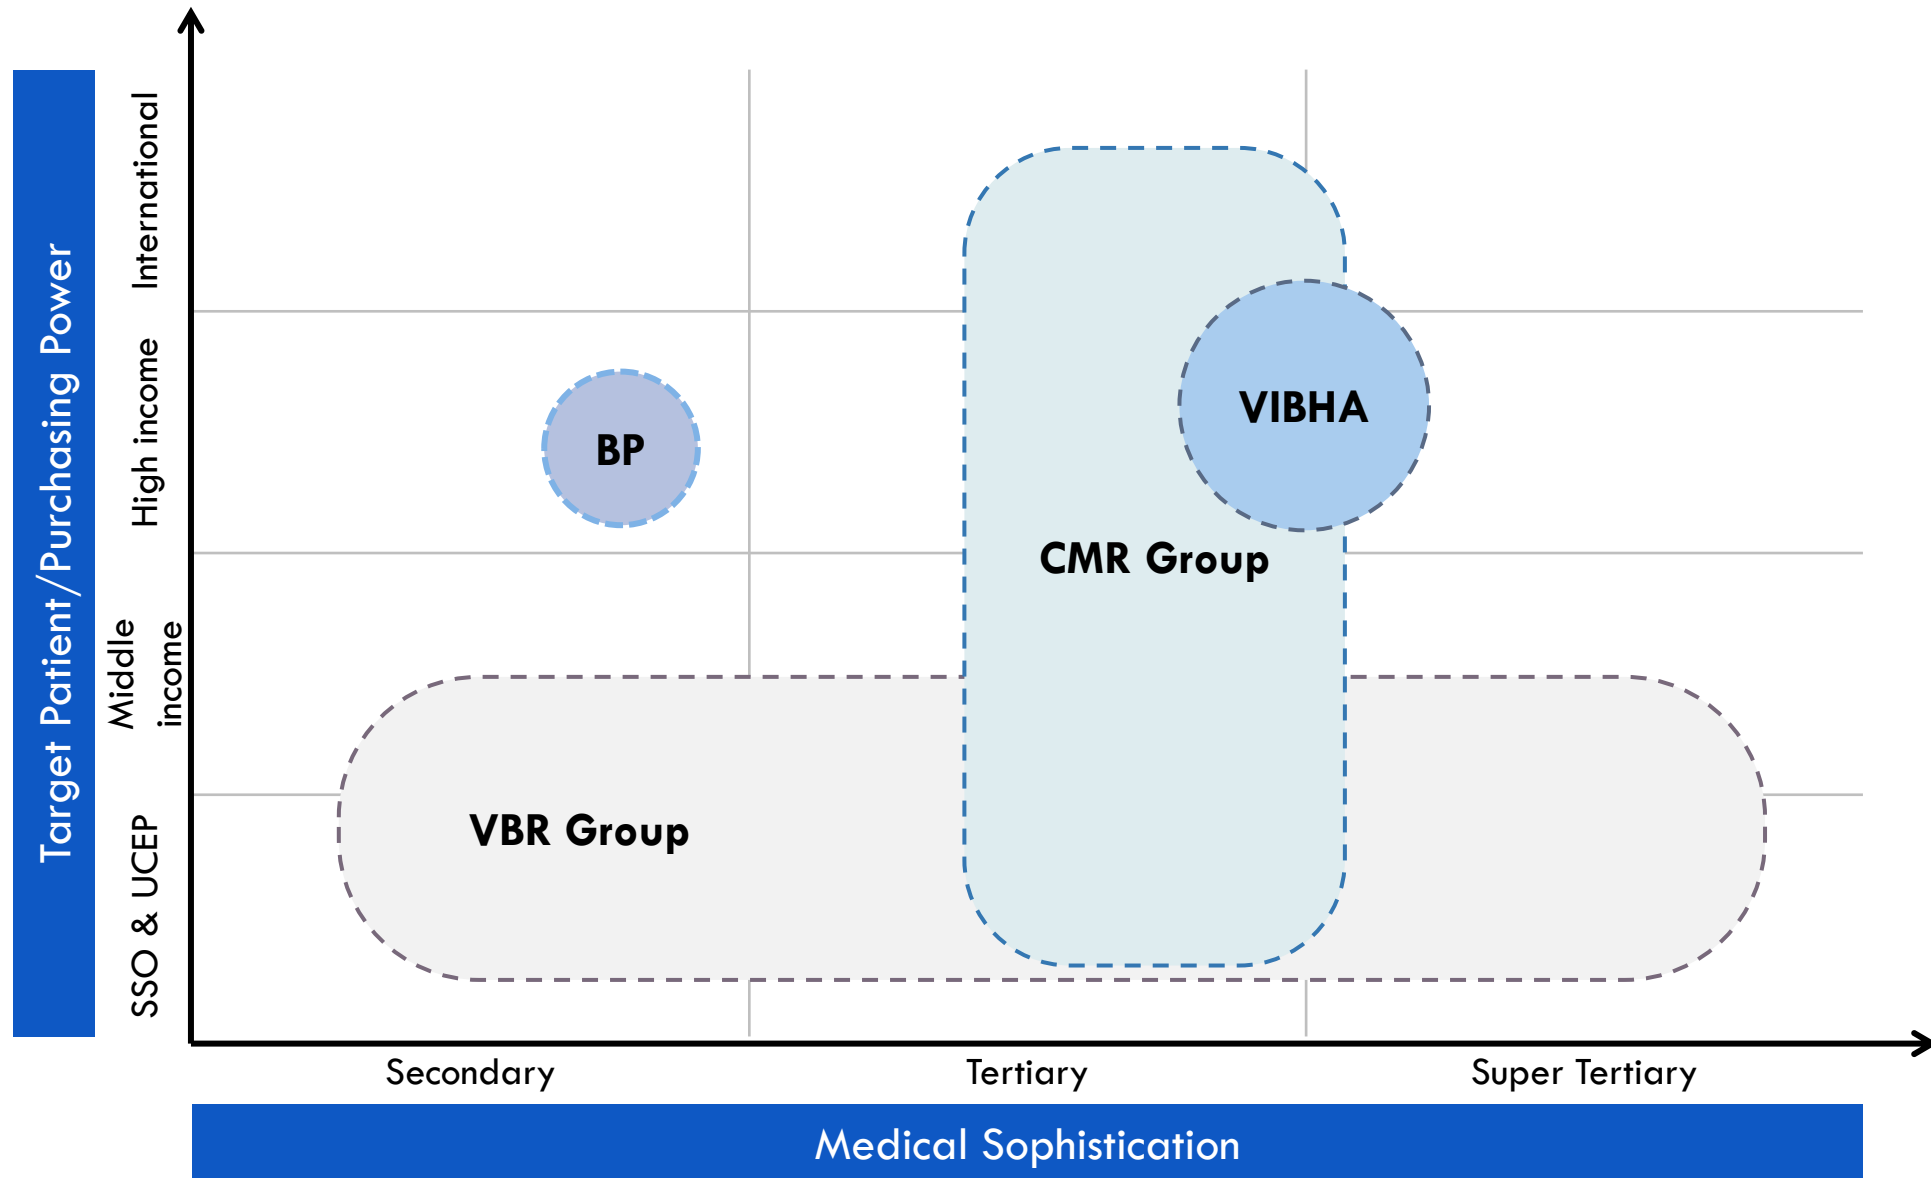 Target Patient/Purchasing Power
International
High income
Middle
income
SSO & UCEP
BP
VIBHA
CMR Group
VBR Group
Secondary
Tertiary
Super Tertiary
Medical Sophistication